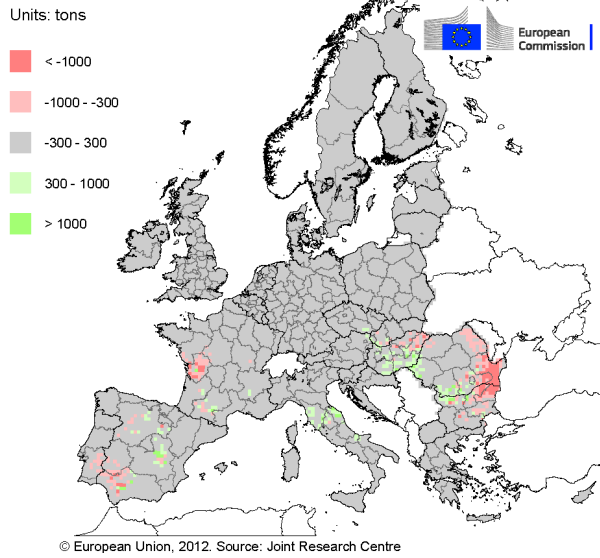 Units: tons
< -1000
-1000 - -300
-300 - 300
300 - 1000
> 1000
European
Commission
© European Union, 2012. Source: Joint Research Centre